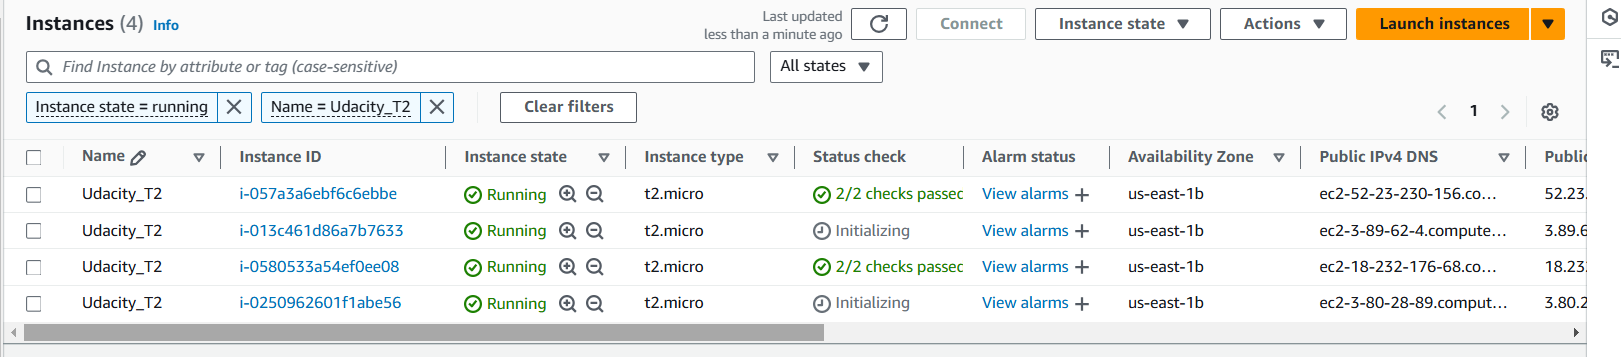 Instances (4) Info
Last updated
less than a minute ago
Connect
Instance state
Actions
Launch instances
Find Instance by attribute or tag (case-sensitive)
All states
Instance state = running
Name = Udacity_T2
Clear filters
1
Name Instance ID Instance state Instance type Status check Alarm status Availability Zone Public IPv4 DNS Public
Udacity_T2 i-057a3a6ebf6c6ebbe Running t2.micro 2/2 checks passed View alarms + us-east-1b ec2-52-23-230-156.co... 52.23.
Udacity_T2 i-013c461d86a7b7633 Running t2.micro Initializing View alarms + us-east-1b ec2-3-89-62-4.compute... 3.89.6
Udacity_T2 i-0580533a54ef0ee08 Running t2.micro 2/2 checks passed View alarms + us-east-1b ec2-18-232-176-68.co... 18.232
Udacity_T2 i-0250962601f1abe56 Running t2.micro Initializing View alarms + us-east-1b ec2-3-80-28-89.comput... 3.80.2